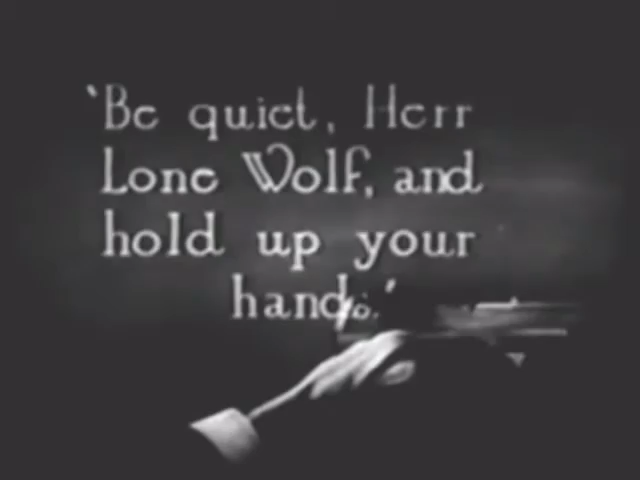 ‘Be quiet, Herr
Lone Wolf, and
hold up your
hands.’